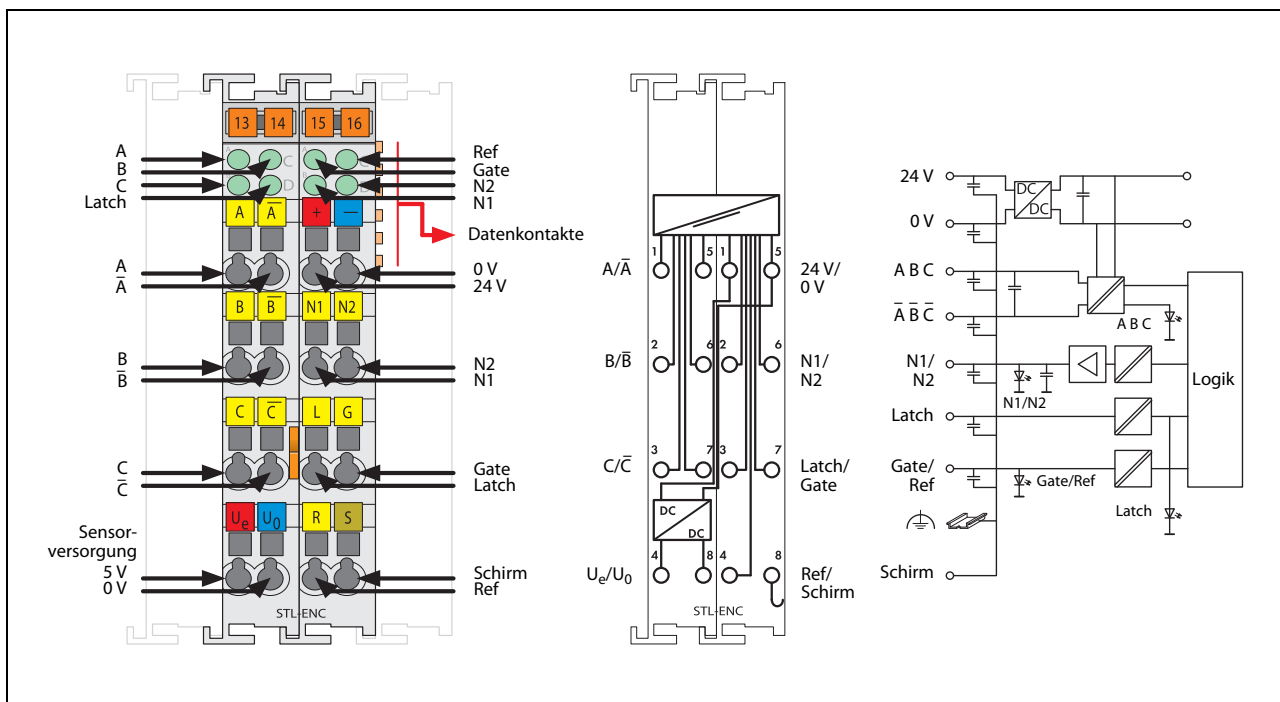 13 14 15 16
A
B
C
Latch
A C A C
B D B D
Ref
Gate
N2
N1
A A̅ + —
Datenkontakte
A
A̅
0 V
24 V
B B̅ N1 N2
B
B̅
N2
N1
C C̅ L G
C
C̅
Gate
Latch
Ue U0 R S
Sensor-
versorgung
5 V
0 V
Schirm
Ref
STL-ENC
1 5 1 5
A/A̅
24 V/
0 V
2 6 2 6
B/B̅
N1/
N2
3 7 3 7
C/C̅
Latch/
Gate
DC
DC
4 8 4 8
Ue/U0
Ref/
Schirm
STL-ENC
24 V
DC
DC
0 V
A B C
A̅ B̅ C̅
A B C
N1/
N2
N1/N2
Logik
Latch
Gate/
Ref
Gate/Ref
Latch
Schirm